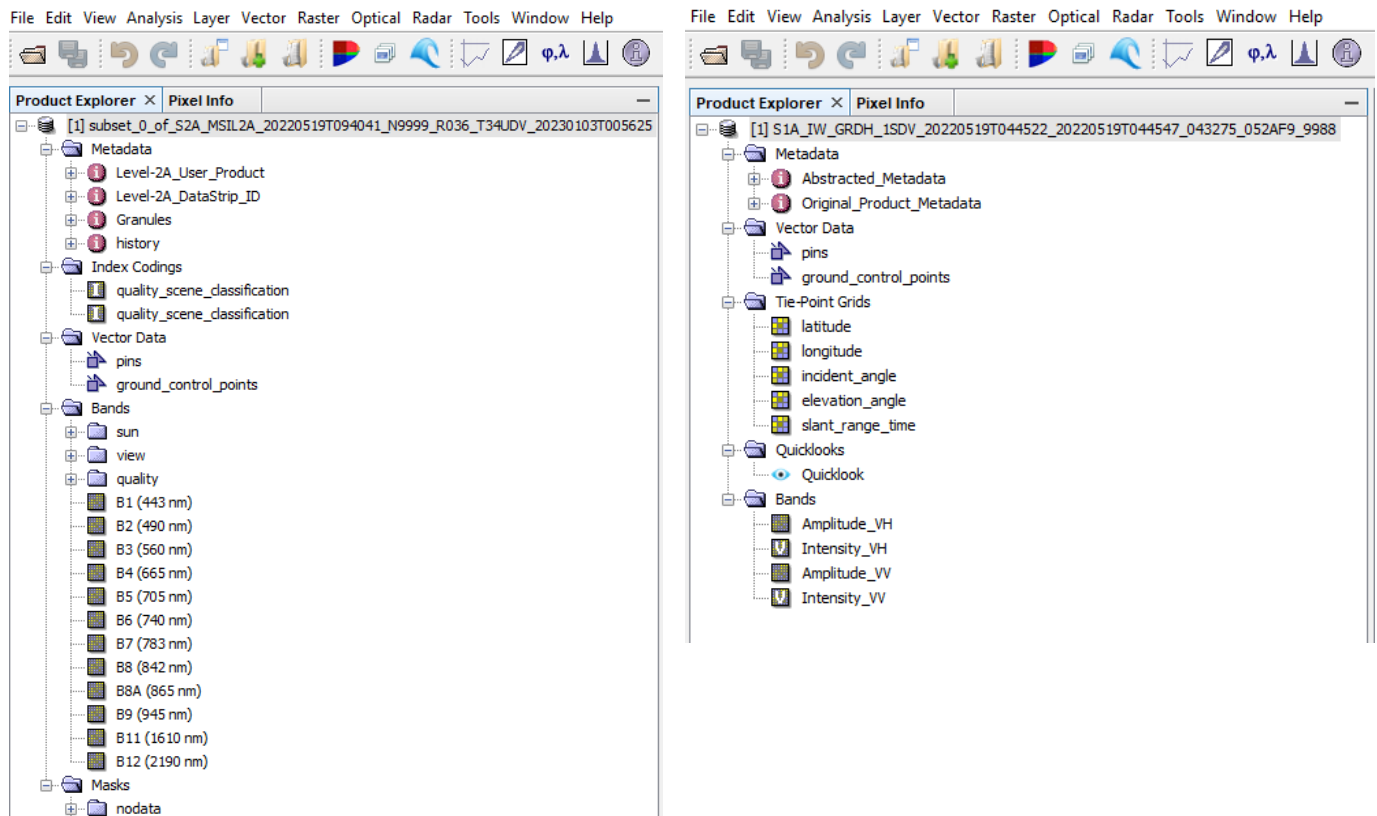 File Edit View Analysis Layer Vector Raster Optical Radar Tools Window Help
φ,λ
Product Explorer × Pixel Info
[1] subset_0_of_S2A_MSIL2A_20220519T094041_N9999_R036_T34UDV_20230103T005625
Metadata
Level-2A_User_Product
Level-2A_DataStrip_ID
Granules
history
Index Codings
quality_scene_classification
quality_scene_classification
Vector Data
pins
ground_control_points
Bands
sun
view
quality
B1 (443 nm)
B2 (490 nm)
B3 (560 nm)
B4 (665 nm)
B5 (705 nm)
B6 (740 nm)
B7 (783 nm)
B8 (842 nm)
B8A (865 nm)
B9 (945 nm)
B11 (1610 nm)
B12 (2190 nm)
Masks
nodata
File Edit View Analysis Layer Vector Raster Optical Radar Tools Window Help
φ,λ
Product Explorer × Pixel Info
[1] S1A_IW_GRDH_1SDV_20220519T044522_20220519T044547_043275_052AF9_9988
Metadata
Abstracted_Metadata
Original_Product_Metadata
Vector Data
pins
ground_control_points
Tie-Point Grids
latitude
longitude
incident_angle
elevation_angle
slant_range_time
Quicklooks
Quicklook
Bands
Amplitude_VH
Intensity_VH
Amplitude_VV
Intensity_VV